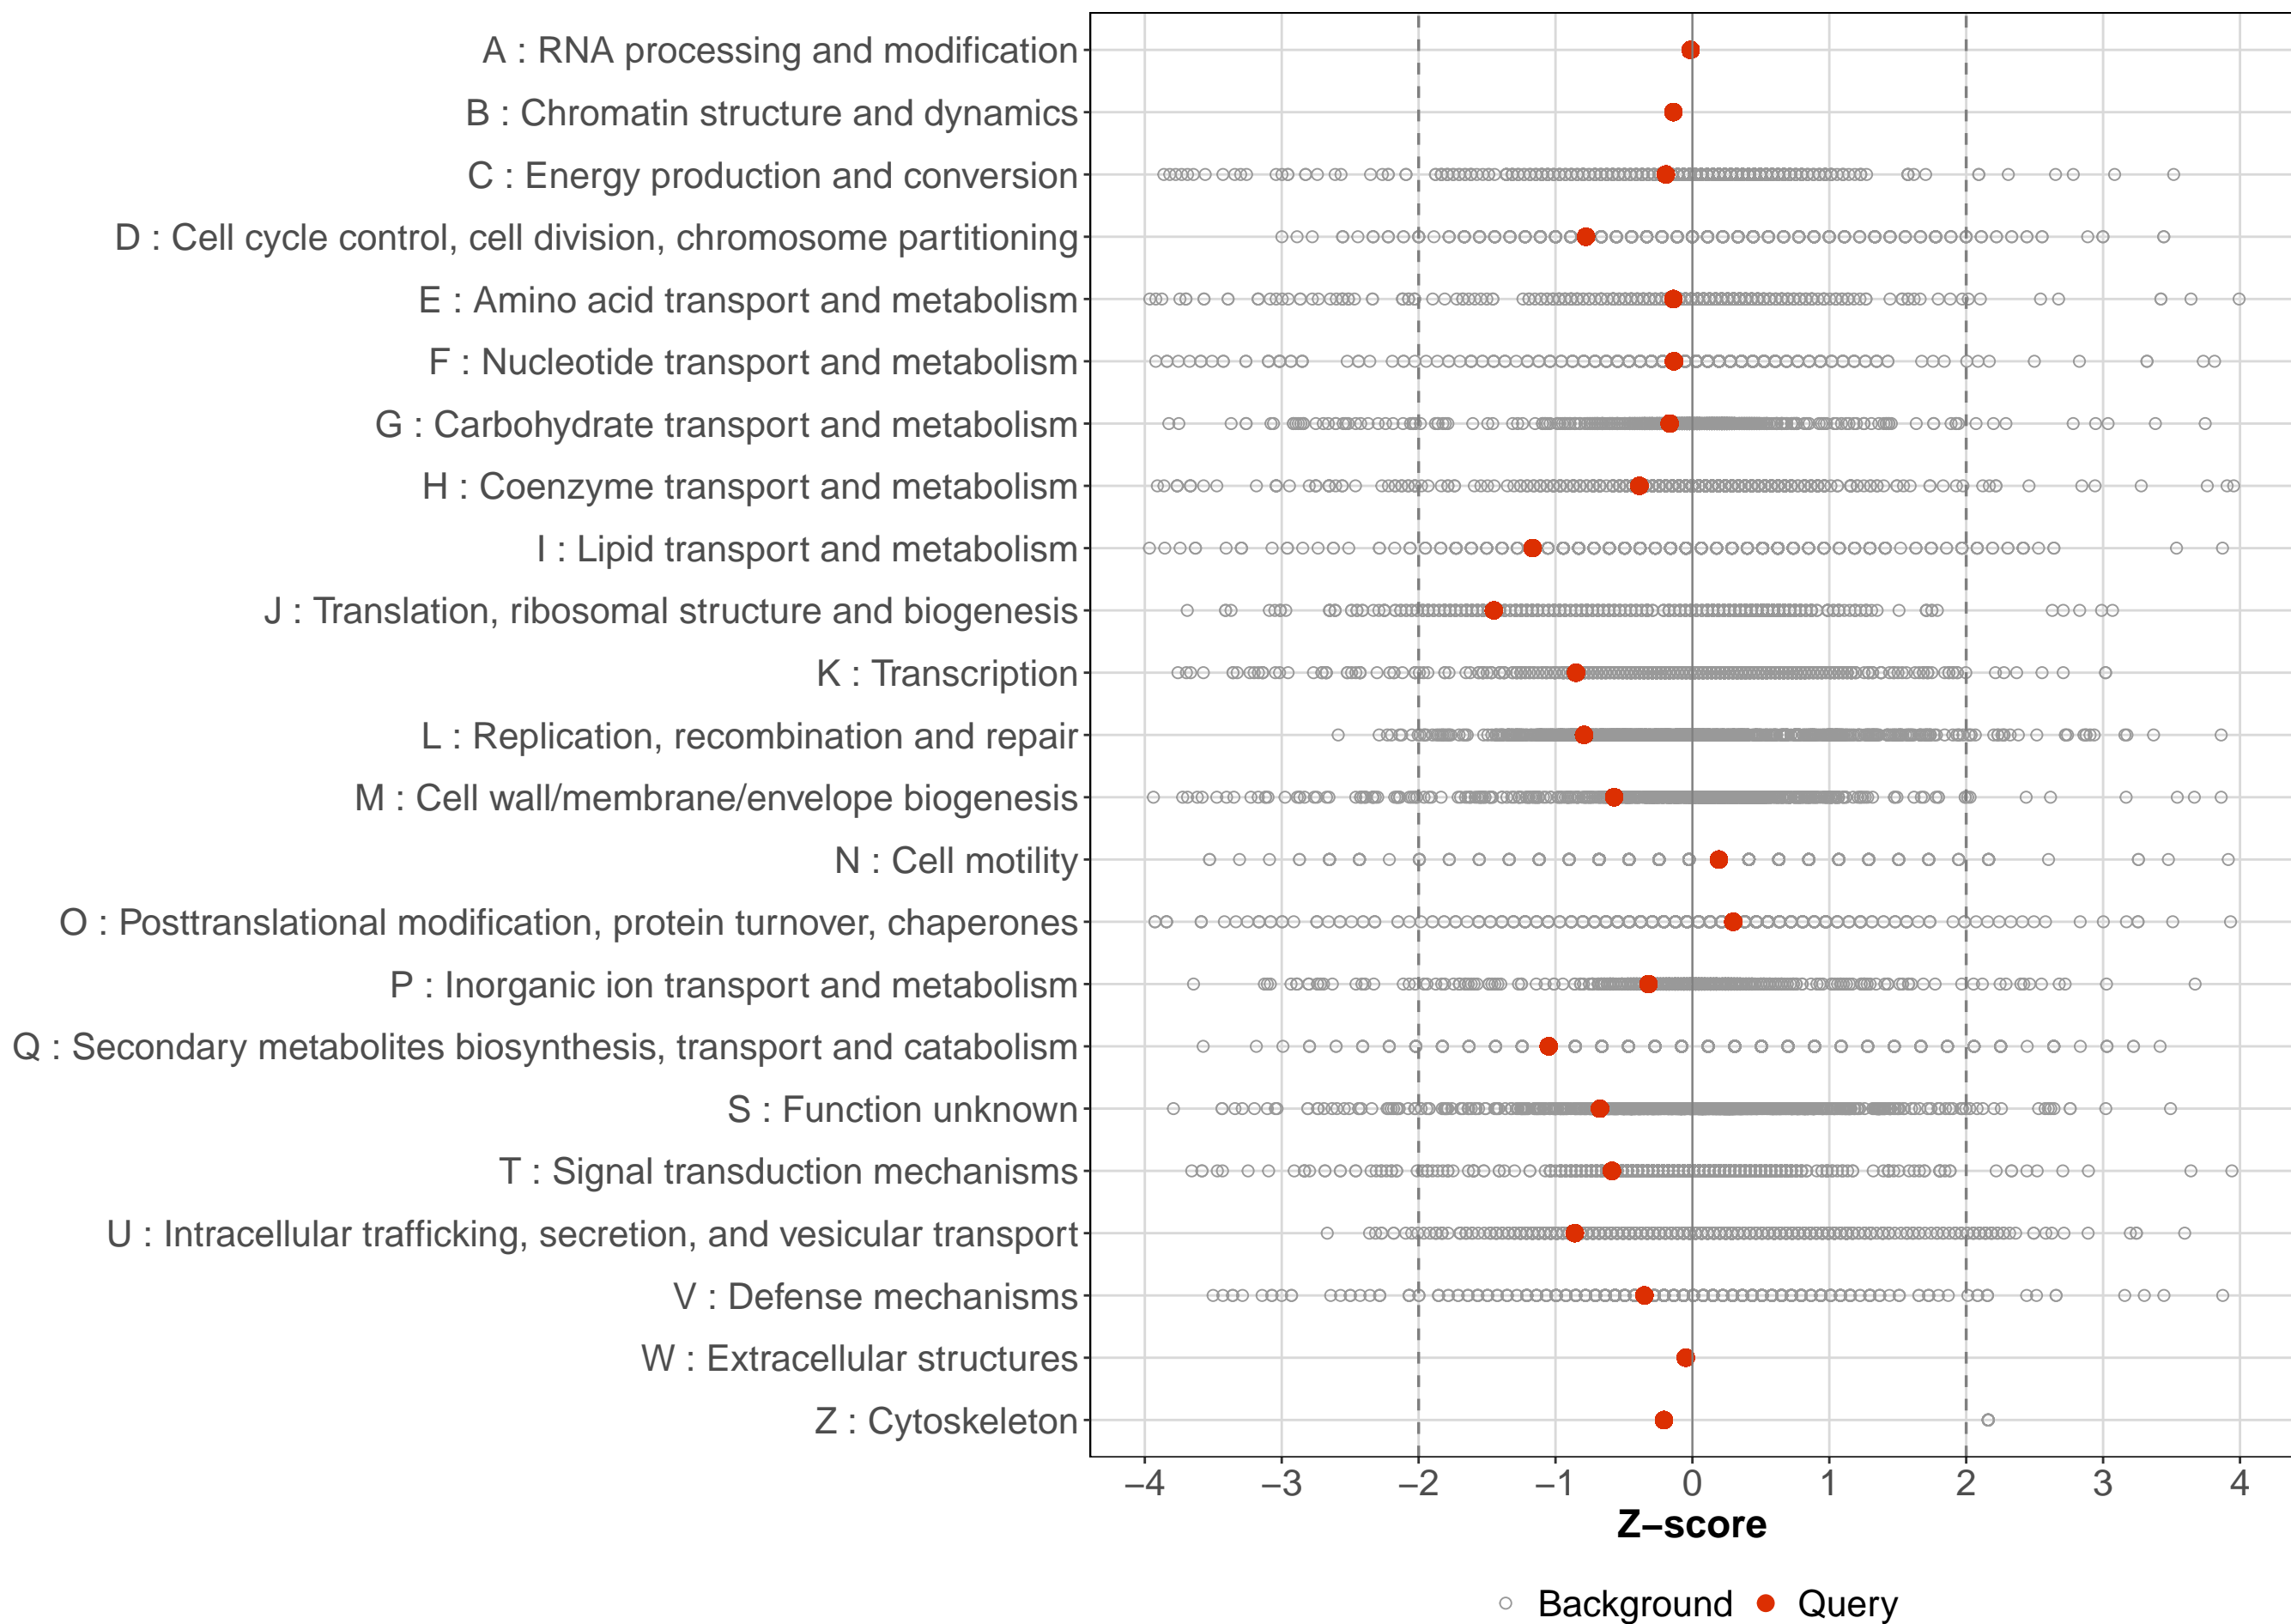 A : RNA processing and modification
B : Chromatin structure and dynamics
C : Energy production and conversion
D : Cell cycle control, cell division, chromosome partitioning
E : Amino acid transport and metabolism
F : Nucleotide transport and metabolism
G : Carbohydrate transport and metabolism
H : Coenzyme transport and metabolism
I : Lipid transport and metabolism
J : Translation, ribosomal structure and biogenesis
K : Transcription
L : Replication, recombination and repair
M : Cell wall/membrane/envelope biogenesis
N : Cell motility
O : Posttranslational modification, protein turnover, chaperones
P : Inorganic ion transport and metabolism
Q : Secondary metabolites biosynthesis, transport and catabolism
S : Function unknown
T : Signal transduction mechanisms
U : Intracellular trafficking, secretion, and vesicular transport
V : Defense mechanisms
W : Extracellular structures
Z : Cytoskeleton
−4 −3 −2 −1 0 1 2 3 4
Z−score
Background Query